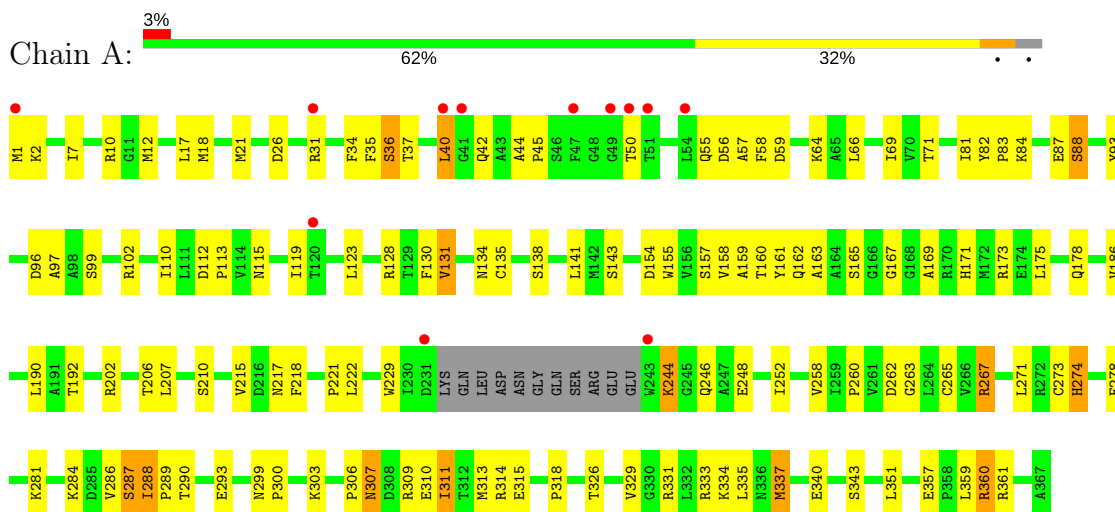 3%
Chain A:
62% 32% • •
M1 K2 I7 R10 G11 M12 L17 M18 M21 D26 R31 F34 F35 S36 T37 L40 G41 Q42 A43 A44 P45 S46 F47 G48 G49 T50 T51 L54 Q55 D56 A57 F58 D59 K64 A65 L66 I69 V70 T71 I81 Y82 P83 K84 E87 S88
D96 A97 A98 S99 R102 I110 L111 D112 P113 V114 N115 I119 T120 L123 R128 T129 F130 V131 N134 C135 S138 L141 M142 S143 D154 W155 V156 S157 V158 A159 T160 Y161 Q162 A163 A164 S165 G166 G167 G168 A169 R170 H171 M172 R173 E174 L175 Q178
L190 A191 T192 R202 T206 L207 S210 V215 D216 N217 F218 P221 L222 W229 I230 D231 LYS GLN LEU ASP ASN GLY GLN SER ARG GLU GLU W243 K244 G245 Q246 A247 E248 I252 V258 I259 P260 V261 D262 G263 L264 C265 V266 R267 L271 R272 C273 H274
K281 K284 D285 V286 S287 I288 P289 T290 E293 N299 P300 K303 P306 N307 D308 R309 E310 I311 T312 M313 R314 E315 P318 T326 V329 G330 R331 L332 R333 K334 L335 N336 M337 E340 S343 L351 E357 P358 L359 R360 R361 A367